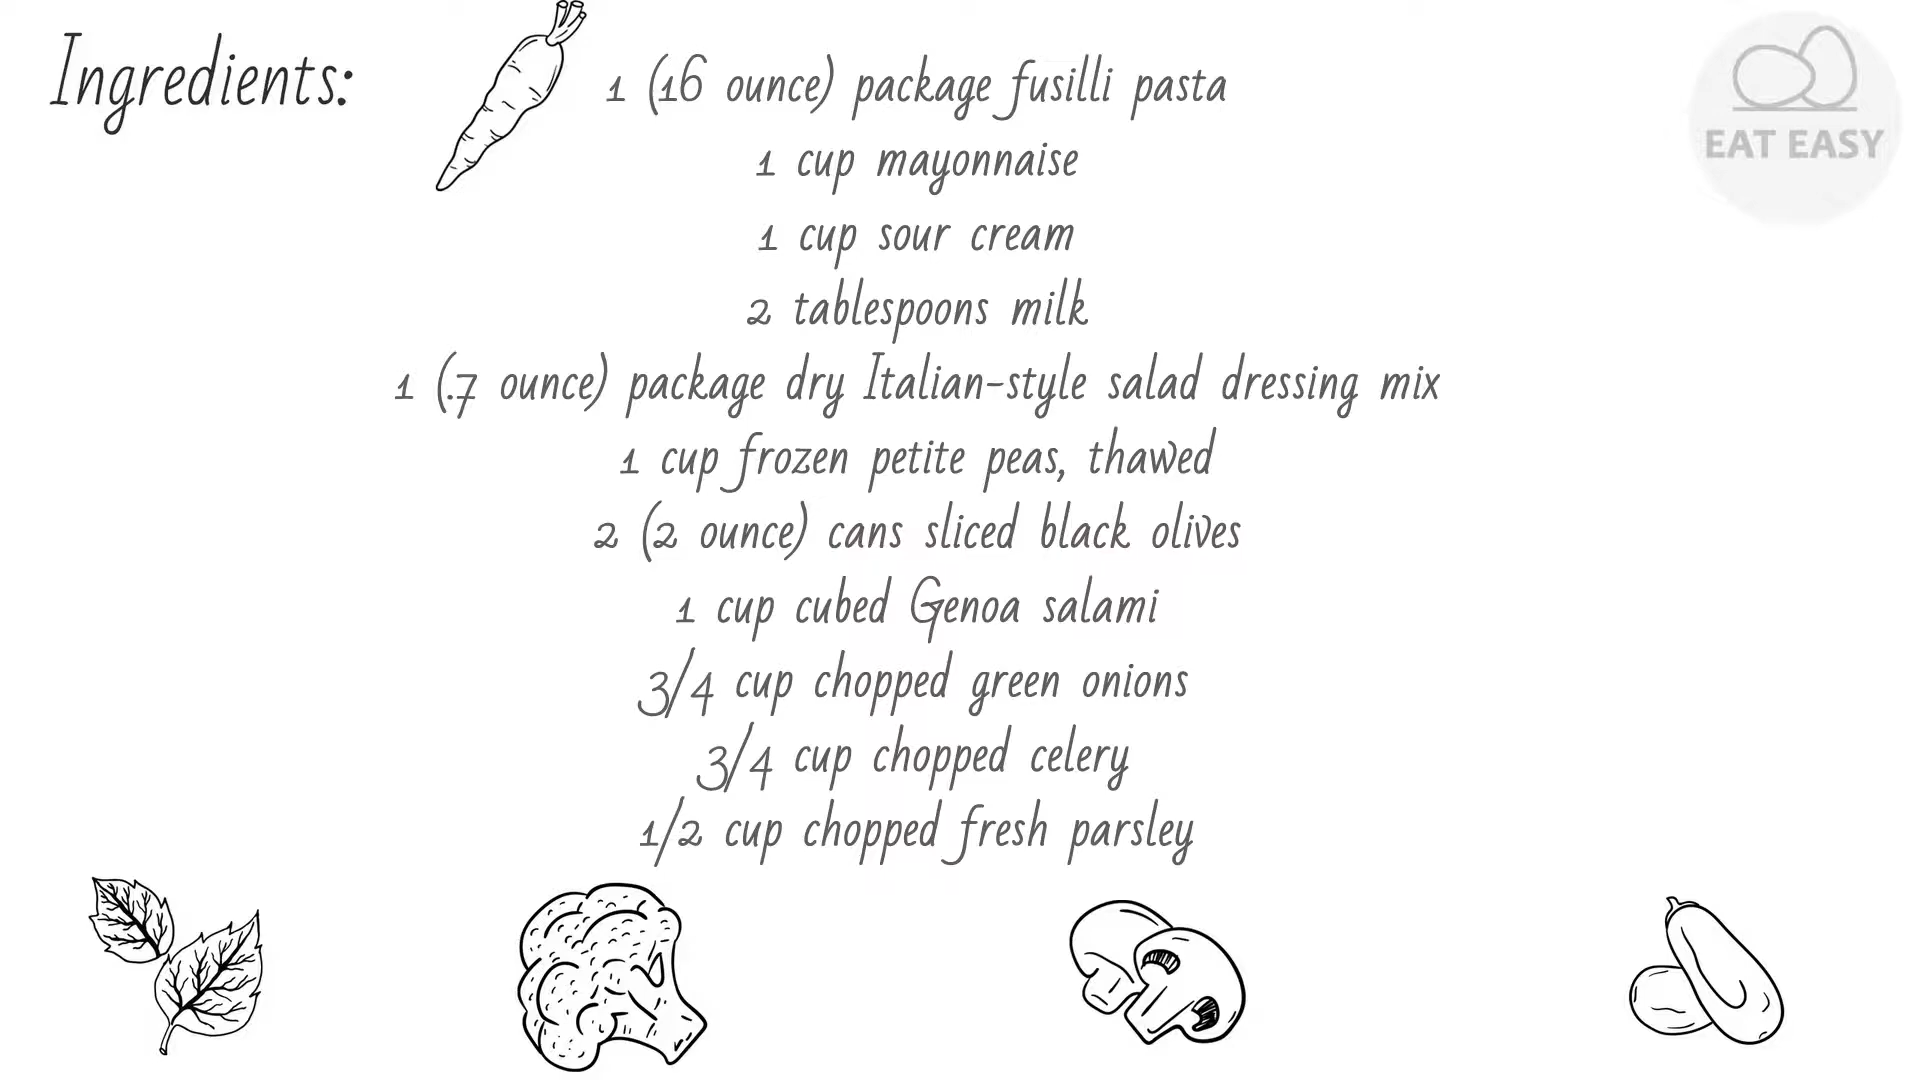 Ingredients:
1 (16 ounce) package fusilli pasta
1 cup mayonnaise
1 cup sour cream
2 tablespoons milk
1 (.7 ounce) package dry Italian-style salad dressing mix
1 cup frozen petite peas, thawed
2 (2 ounce) cans sliced black olives
1 cup cubed Genoa salami
3/4 cup chopped green onions
3/4 cup chopped celery
1/2 cup chopped fresh parsley
EAT EASY